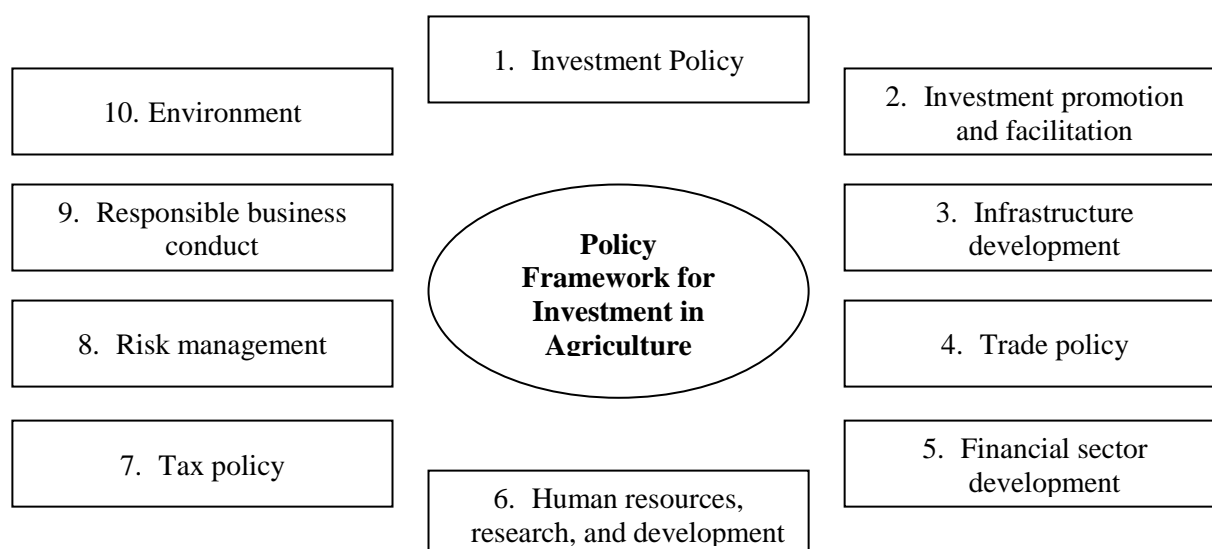 1. Investment Policy
10. Environment
2. Investment promotion
and facilitation
9. Responsible business
conduct
Policy
Framework for
Investment in
Agriculture
3. Infrastructure
development
8. Risk management
4. Trade policy
7. Tax policy
6. Human resources,
research, and development
5. Financial sector
development